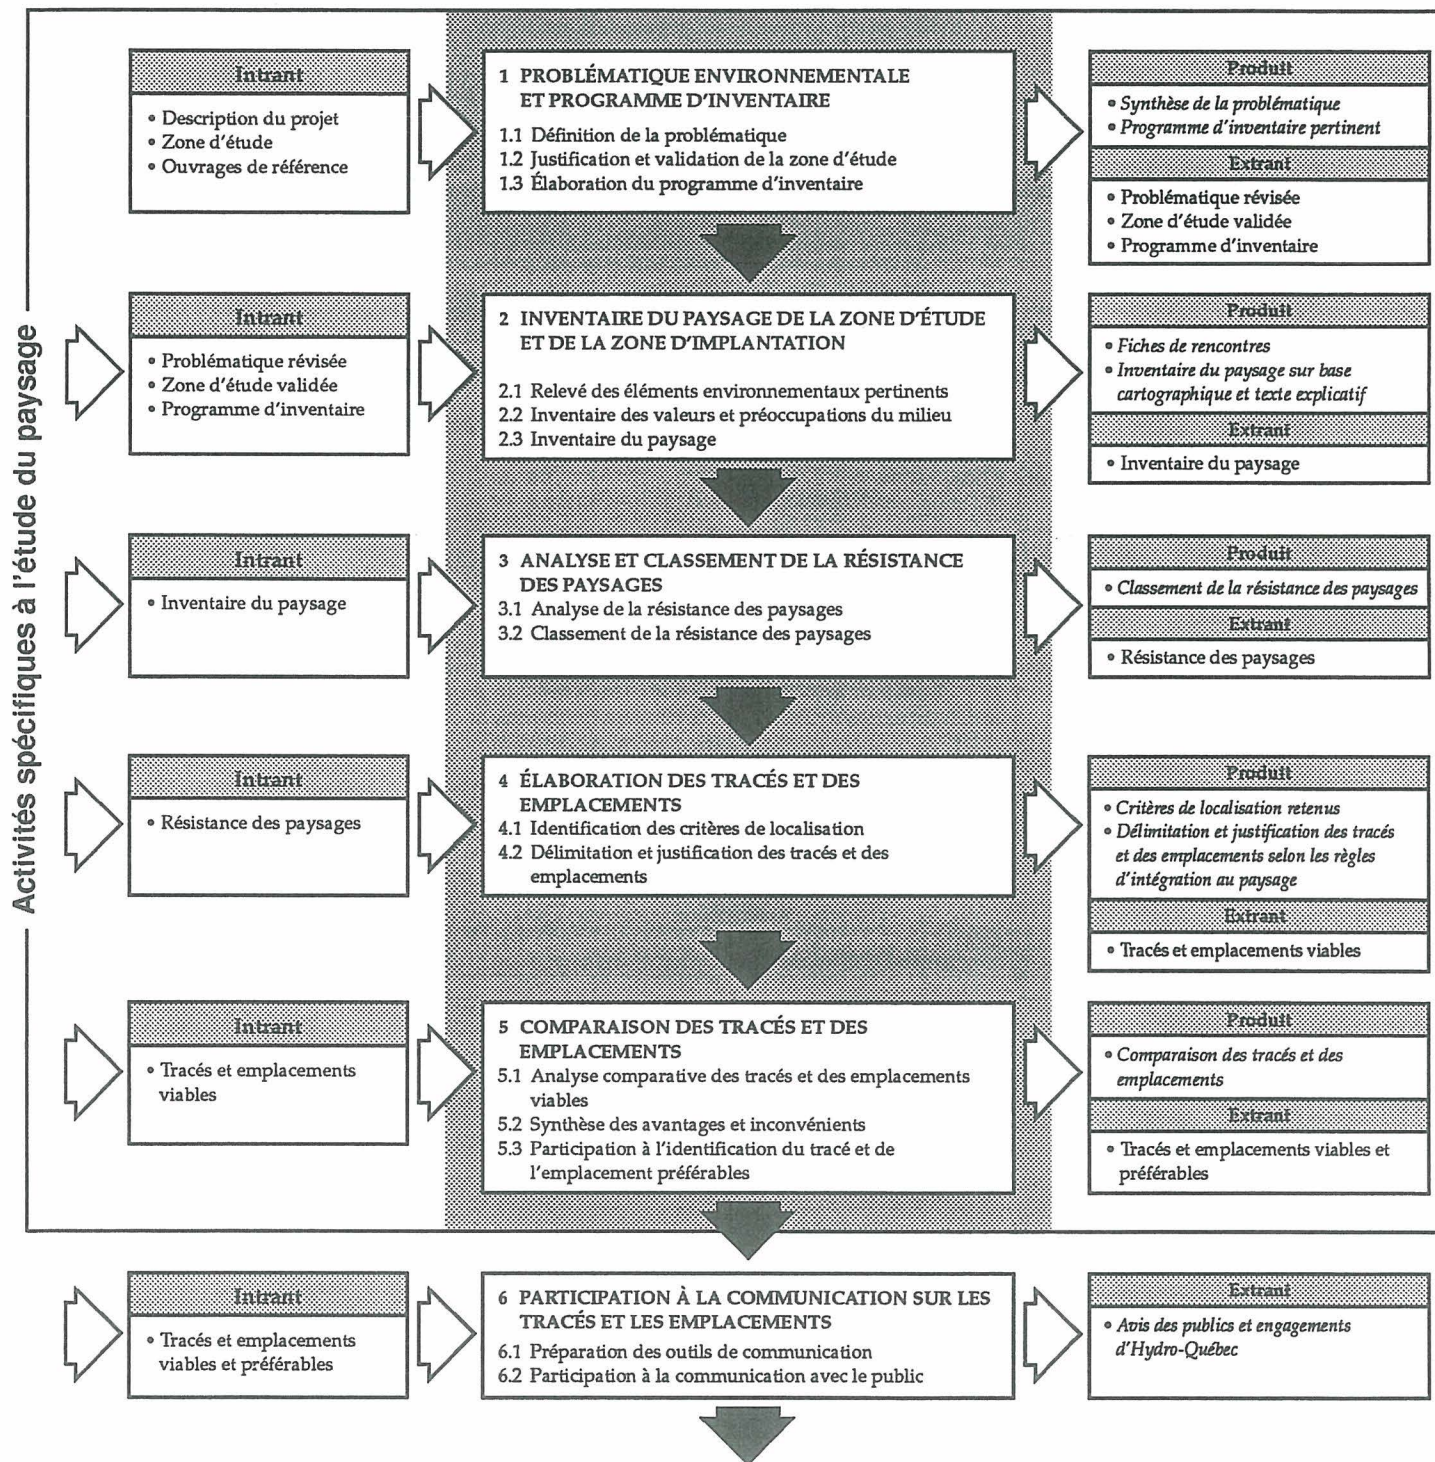 Activités spécifiques à l'étude du paysage
Intrant
• Description du projet
• Zone d'étude
• Ouvrages de référence
1 PROBLÉMATIQUE ENVIRONNEMENTALE
ET PROGRAMME D'INVENTAIRE
1.1 Définition de la problématique
1.2 Justification et validation de la zone d'étude
1.3 Élaboration du programme d'inventaire
Produit
• Synthèse de la problématique
• Programme d'inventaire pertinent
Extrant
• Problématique révisée
• Zone d'étude validée
• Programme d'inventaire
Intrant
• Problématique révisée
• Zone d'étude validée
• Programme d'inventaire
2 INVENTAIRE DU PAYSAGE DE LA ZONE D'ÉTUDE
ET DE LA ZONE D'IMPLANTATION
2.1 Relevé des éléments environnementaux pertinents
2.2 Inventaire des valeurs et préoccupations du milieu
2.3 Inventaire du paysage
Produit
• Fiches de rencontres
• Inventaire du paysage sur base
cartographique et texte explicatif
Extrant
• Inventaire du paysage
Intrant
• Inventaire du paysage
3 ANALYSE ET CLASSEMENT DE LA RÉSISTANCE
DES PAYSAGES
3.1 Analyse de la résistance des paysages
3.2 Classement de la résistance des paysages
Produit
• Classement de la résistance des paysages
Extrant
• Résistance des paysages
Intrant
• Résistance des paysages
4 ÉLABORATION DES TRACÉS ET DES
EMPLACEMENTS
4.1 Identification des critères de localisation
4.2 Délimitation et justification des tracés et des
emplacements
Produit
• Critères de localisation retenus
• Délimitation et justification des tracés
et des emplacements selon les règles
d'intégration au paysage
Extrant
• Tracés et emplacements viables
Intrant
• Tracés et emplacements
viables
5 COMPARAISON DES TRACÉS ET DES
EMPLACEMENTS
5.1 Analyse comparative des tracés et des emplacements
viables
5.2 Synthèse des avantages et inconvénients
5.3 Participation à l'identification du tracé et de
l'emplacement préférables
Produit
• Comparaison des tracés et des
emplacements
Extrant
• Tracés et emplacements viables et
préférables
Intrant
• Tracés et emplacements
viables et préférables
6 PARTICIPATION À LA COMMUNICATION SUR LES
TRACÉS ET LES EMPLACEMENTS
6.1 Préparation des outils de communication
6.2 Participation à la communication avec le public
Extrant
• Avis des publics et engagements
d'Hydro-Québec